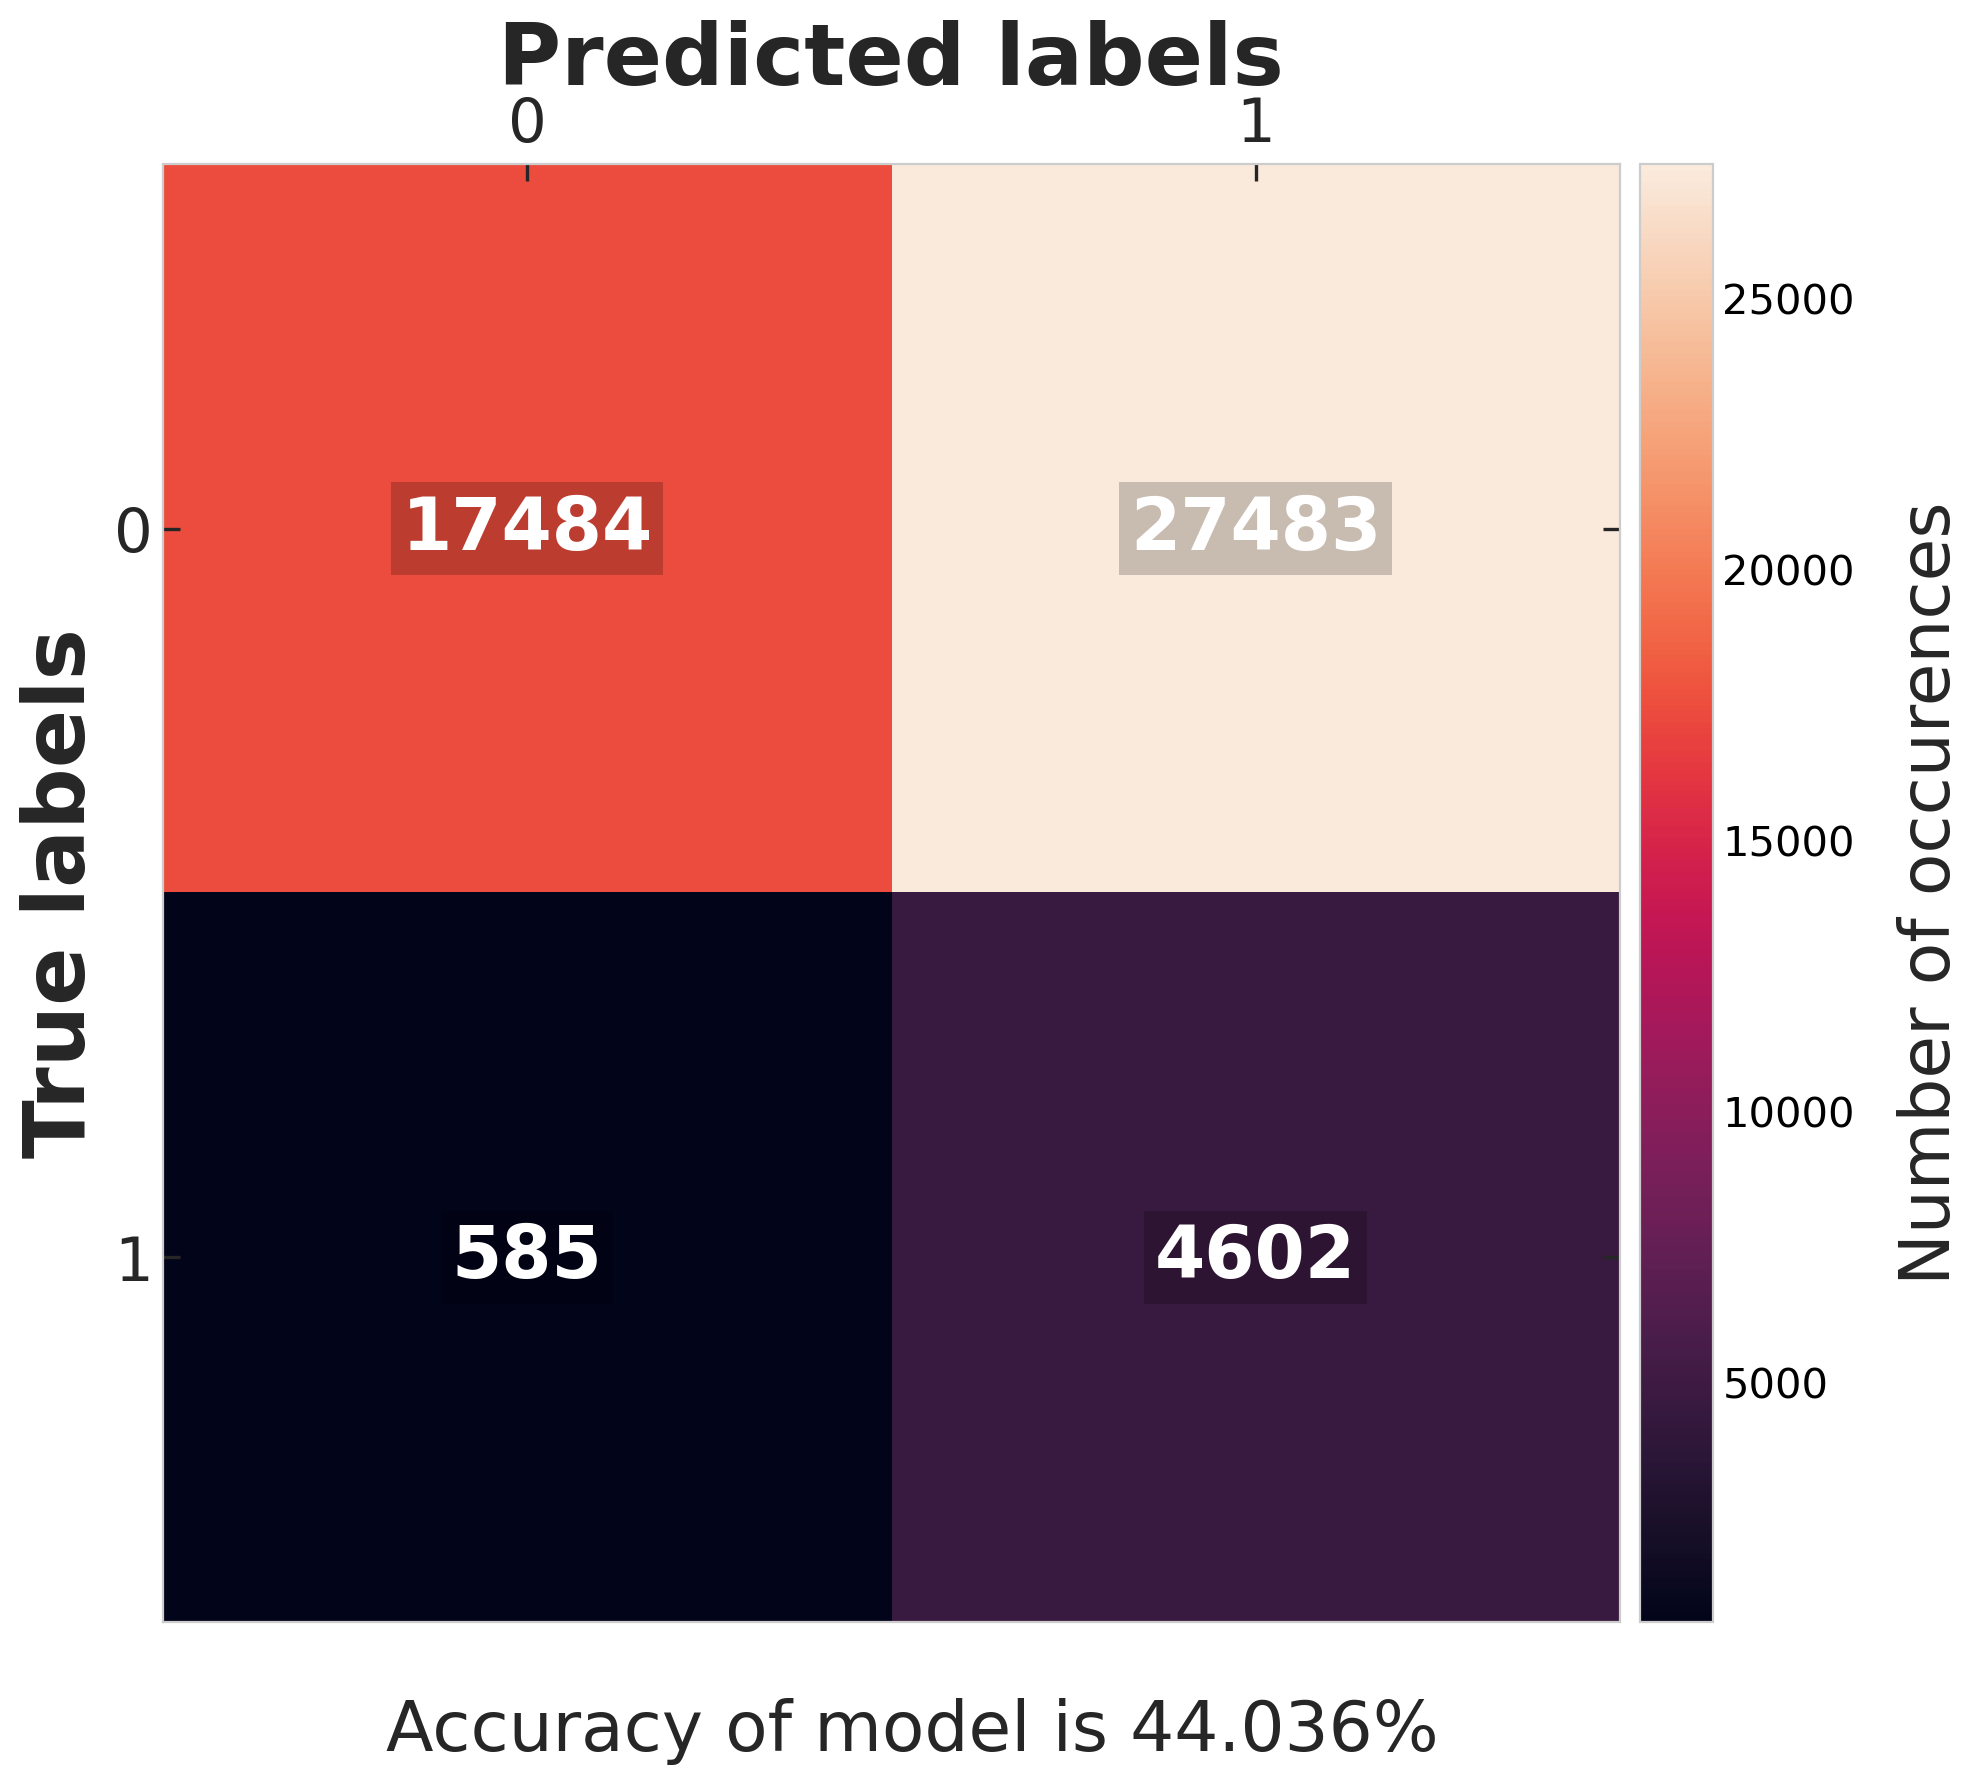 Predicted labels
0 1
True labels
0 17484 27483
1 585 4602
25000
20000
15000
10000
5000
Number of occurences
Accuracy of model is 44.036%